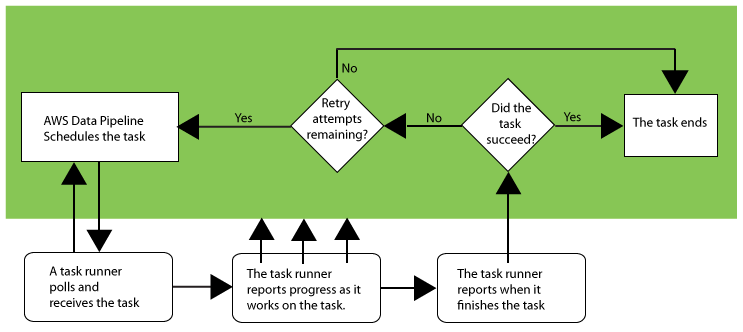 No
Retry
attempts
remaining?
Did the
task
succeed?
AWS Data Pipeline
Schedules the task
Yes
No
Yes
The task ends
A task runner
polls and
receives the task
The task runner
reports progress as it
works on the task.
The task runner
reports when it
finishes the task